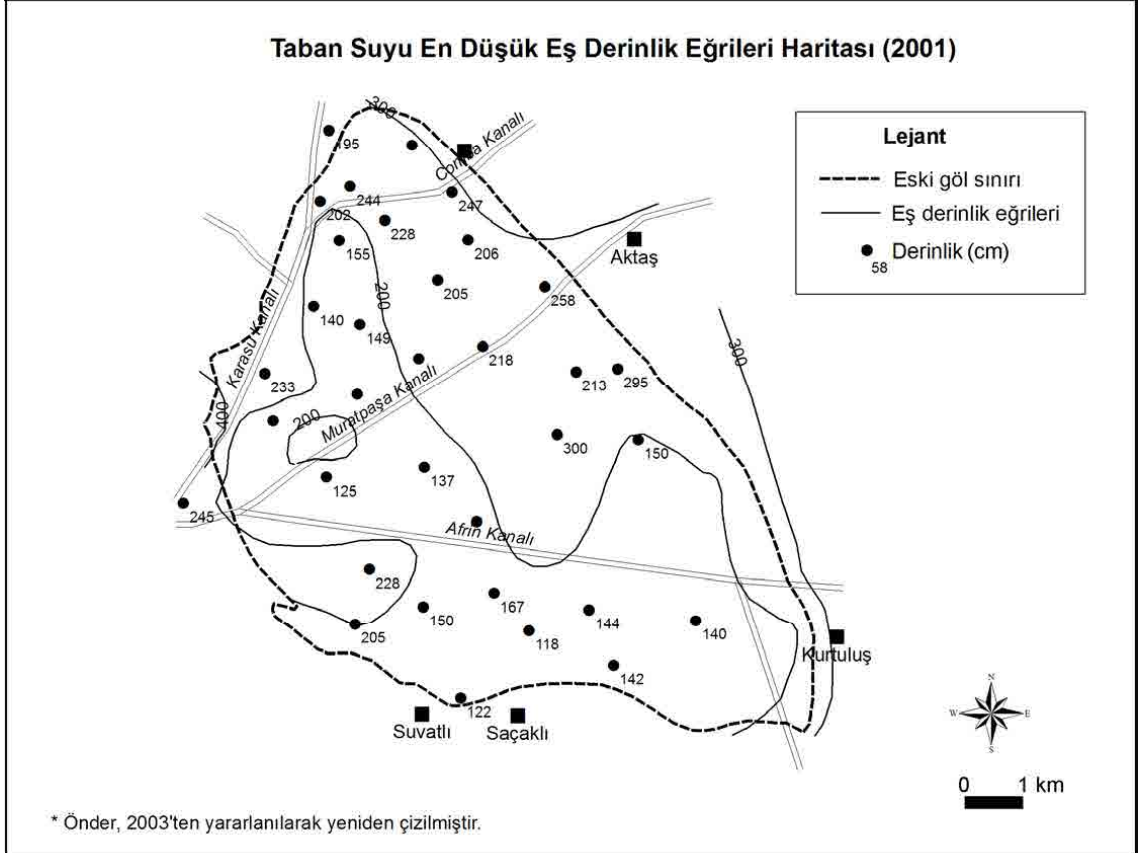 Taban Suyu En Düşük Eş Derinlik Eğrileri Haritası (2001)
Lejant
Eski göl sınırı
Eş derinlik eğrileri
58 Derinlik (cm)
300
195
Kanalı
244
247
202
228
155
206
Aktaş
205
258
200
140
149
Karasu Kanalı
218
300
233
213
295
Muratpaşa Kanalı
400
200
300
150
137
125
245
Afrin Kanalı
228
150
167
144
140
205
118
Kurtuluş
142
122
Suvatlı
Saçaklı
N
W
E
S
0 1 km
* Önder, 2003'ten yararlanılarak yeniden çizilmiştir.